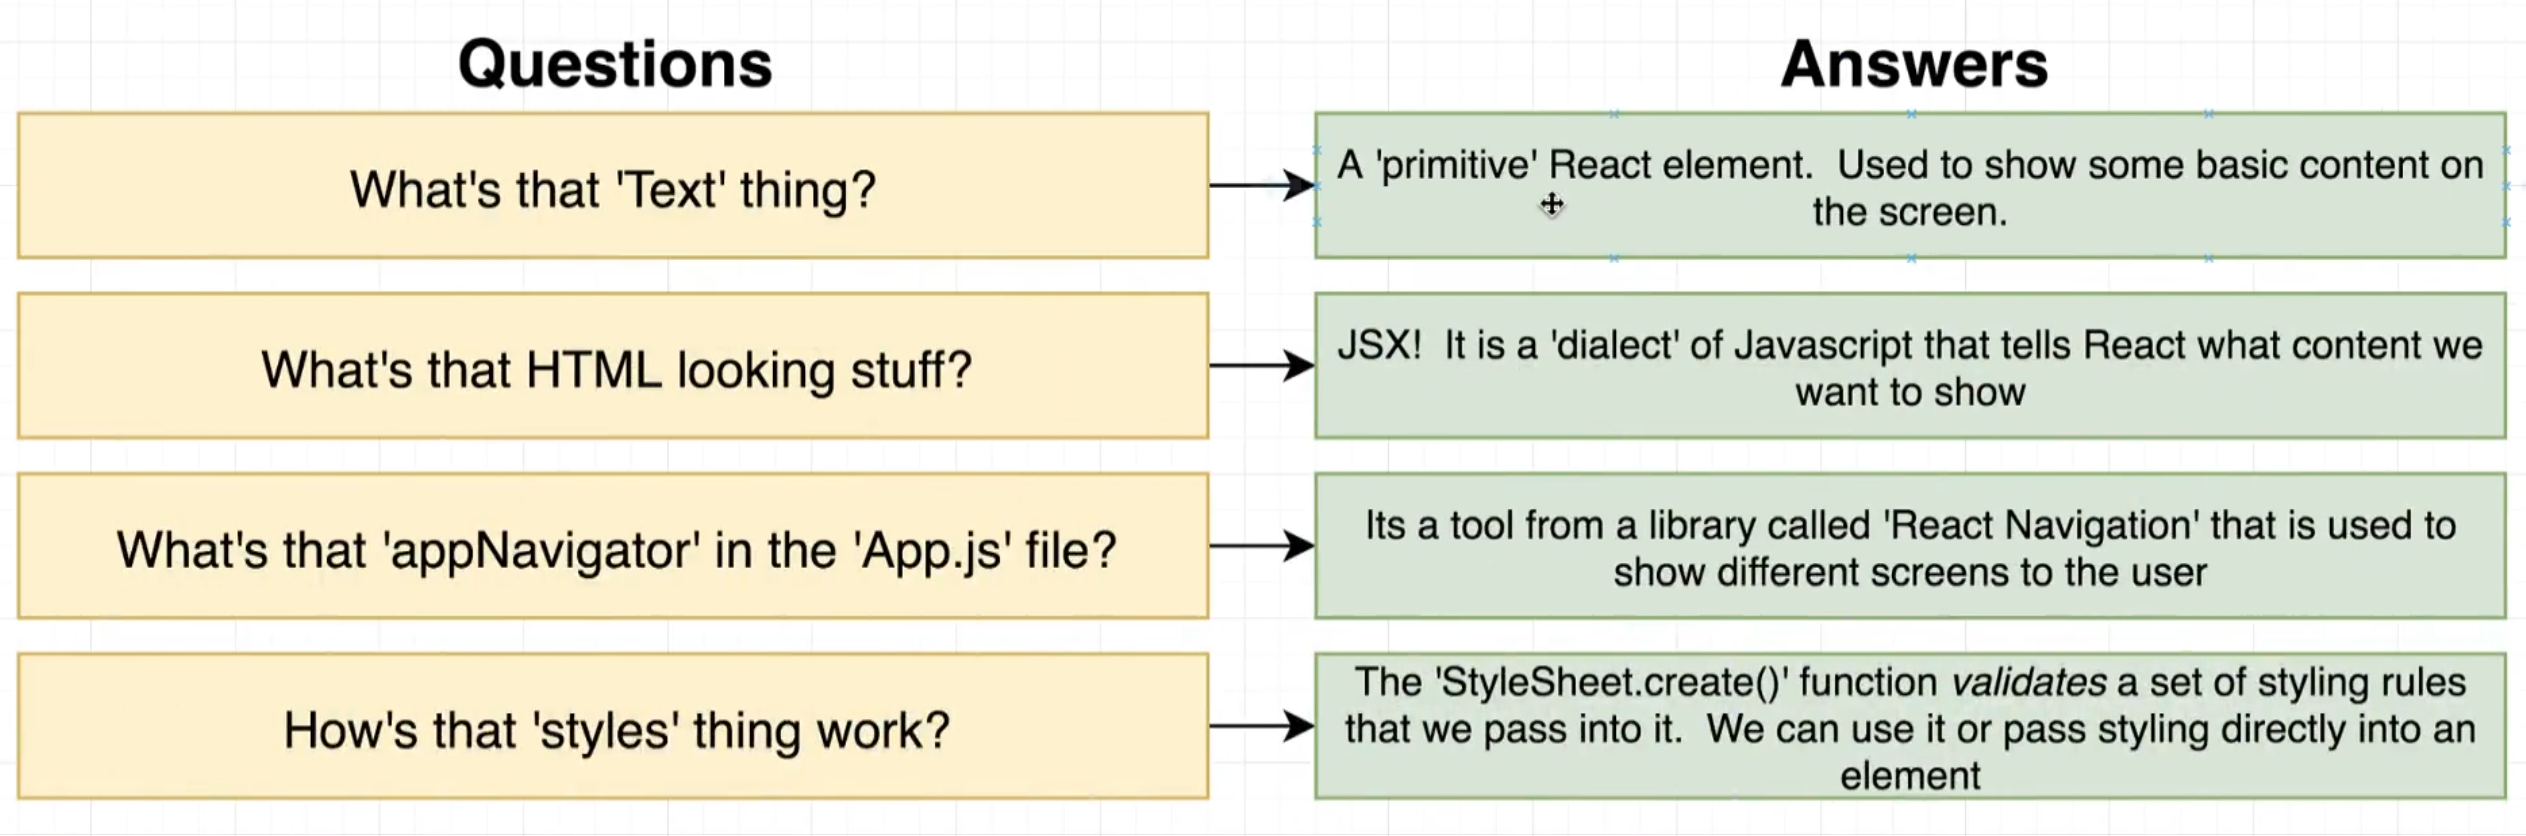 Questions
Answers
What's that 'Text' thing?
A 'primitive' React element.  Used to show some basic content on
the screen.
What's that HTML looking stuff?
JSX!  It is a 'dialect' of Javascript that tells React what content we
want to show
What's that 'appNavigator' in the 'App.js' file?
Its a tool from a library called 'React Navigation' that is used to
show different screens to the user
How's that 'styles' thing work?
The 'StyleSheet.create()' function validates a set of styling rules
that we pass into it.  We can use it or pass styling directly into an
element